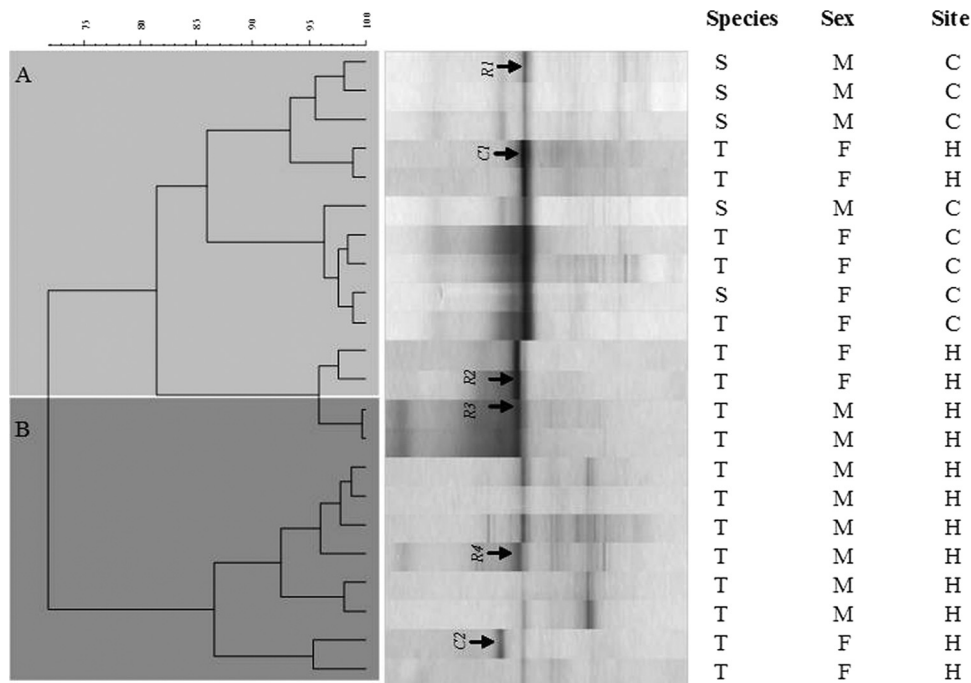 75 80 85 90 95 100
Species Sex Site
A
R1 S M C
S M C
S M C
C1 T F H
T F H
S M C
T F C
T F C
S F C
T F C
T F H
R2 T F H
B
R3 T M H
T M H
T M H
T M H
T M H
R4 T M H
T M H
T M H
C2 T F H
T F H